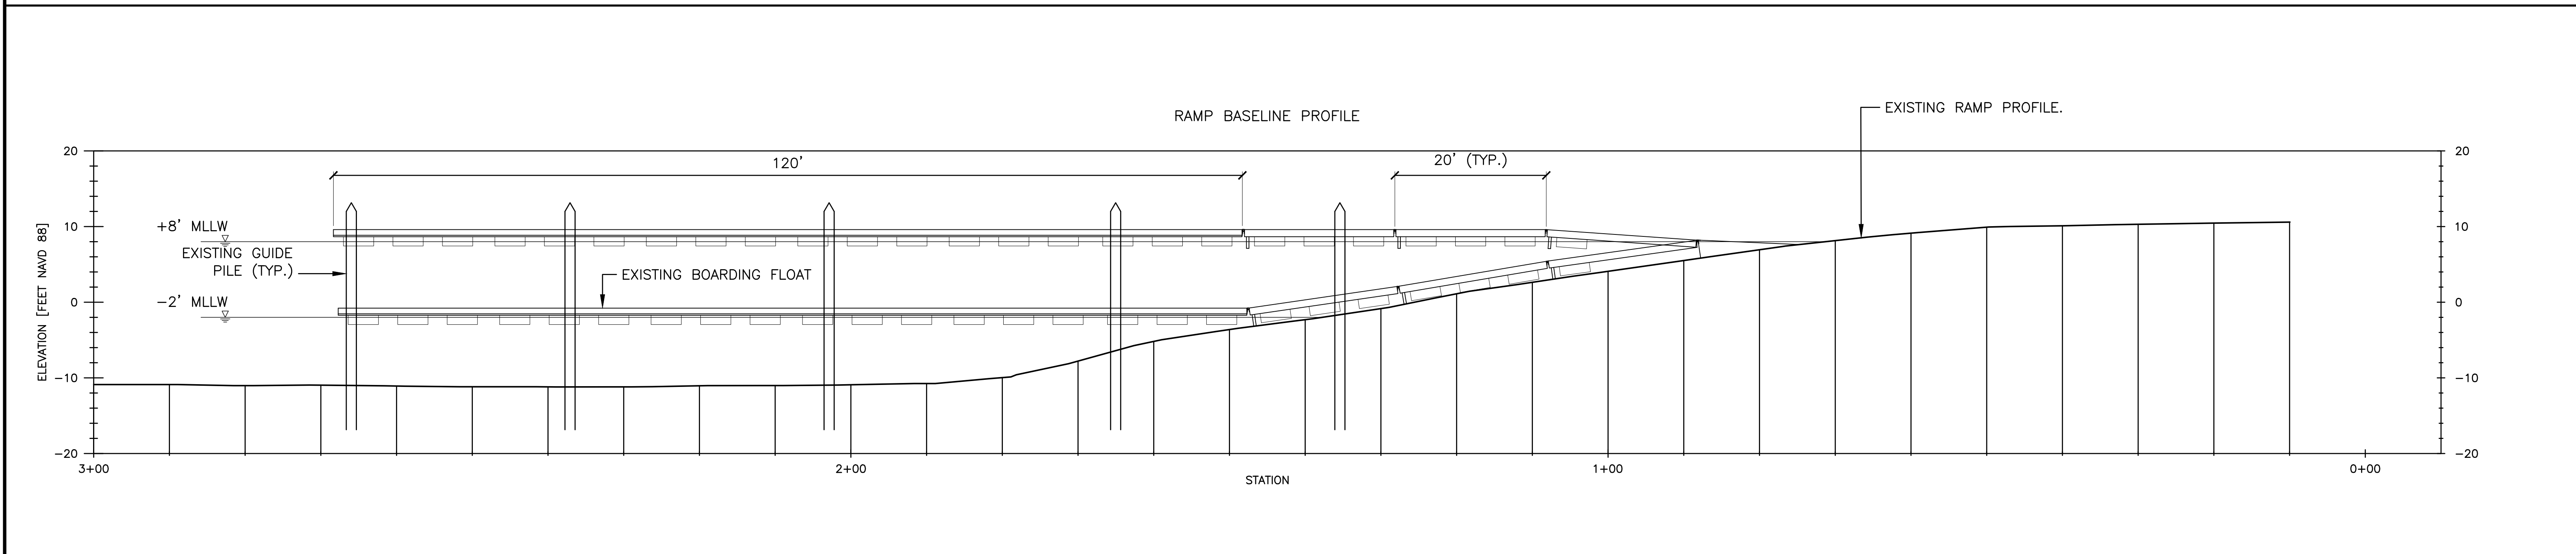 RAMP BASELINE PROFILE
EXISTING RAMP PROFILE.
120'
20' (TYP.)
20
10
0
-10
-20
ELEVATION [FEET NAVD 88]
+8' MLLW
EXISTING GUIDE
PILE (TYP.)
-2' MLLW
EXISTING BOARDING FLOAT
20
10
0
-10
-20
3+00
2+00
1+00
0+00
STATION